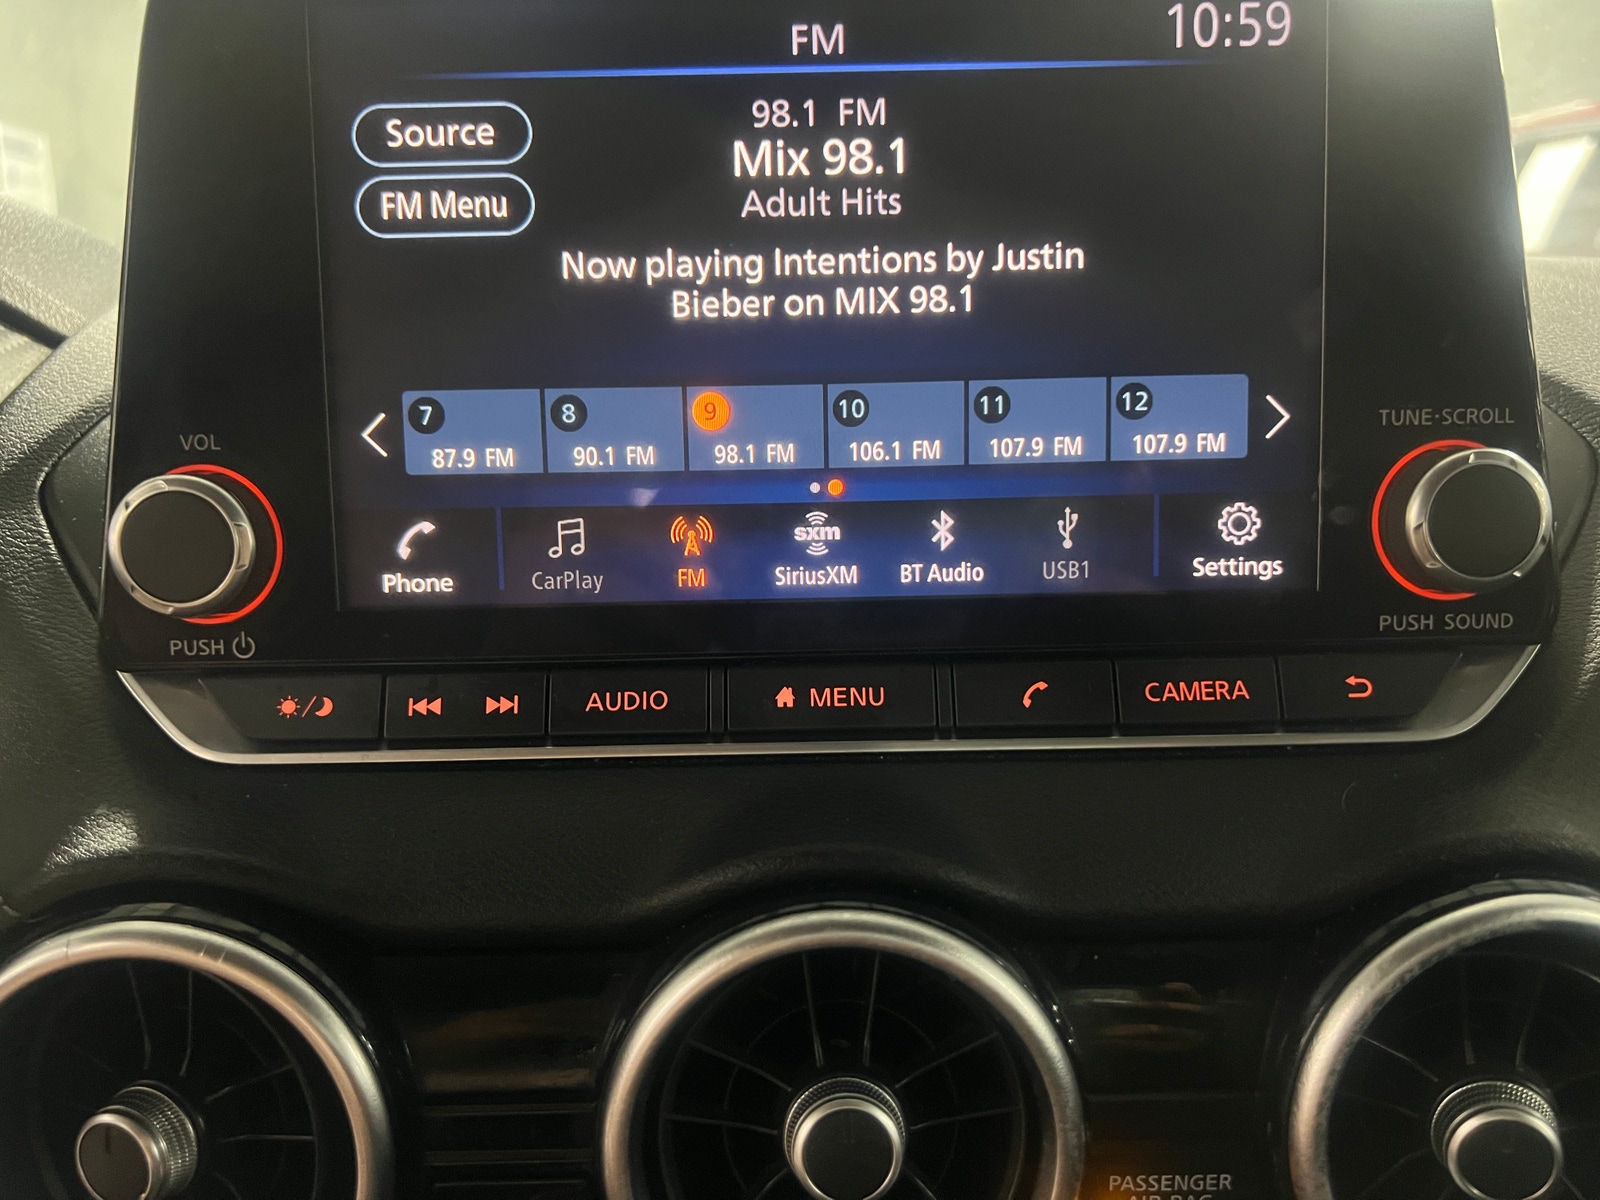 FM
10:59
Source
FM Menu
98.1 FM
Mix 98.1
Adult Hits
Now playing Intentions by Justin
Bieber on MIX 98.1
7
87.9 FM
8
90.1 FM
9
98.1 FM
10
106.1 FM
11
107.9 FM
12
107.9 FM
VOL
PUSH
TUNE·SCROLL
PUSH SOUND
Phone
CarPlay
FM
sxm
SiriusXM
BT Audio
USB1
Settings
AUDIO
MENU
CAMERA
PASSENGER
AIR BAG